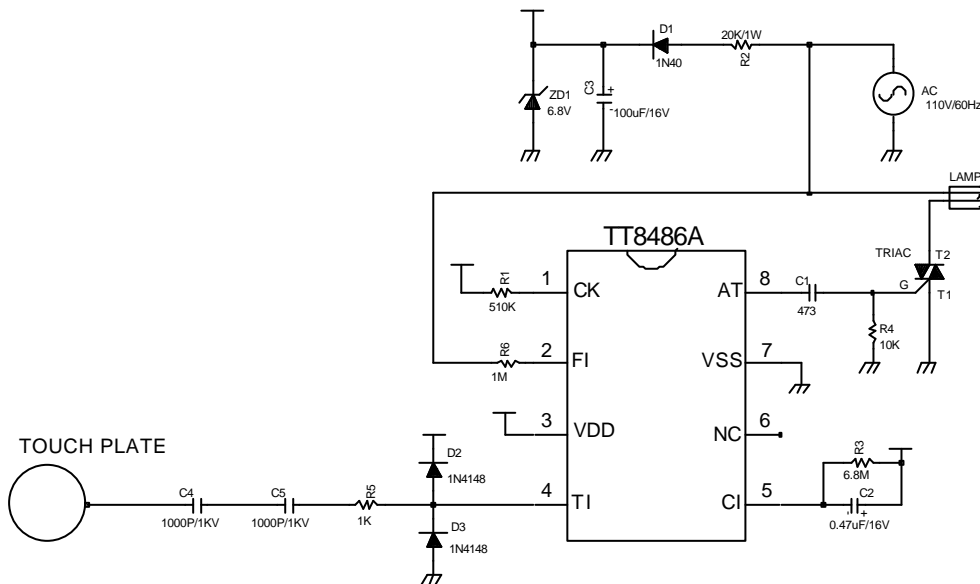 D1
1N40
20K/1W
R2
ZD1
6.8V
C3
+
-
100uF/16V
AC
110V/60Hz
LAMP
TT8486A
TRIAC
T2
G
T1
R1
510K
1
CK
AT
8
C1
473
R4
10K
R6
1M
2
FI
VSS
7
3
VDD
NC
6
R3
6.8M
TOUCH PLATE
D2
1N4148
C4
1000P/1KV
C5
1000P/1KV
R5
1K
4
TI
CI
5
C2
- +
0.47uF/16V
D3
1N4148